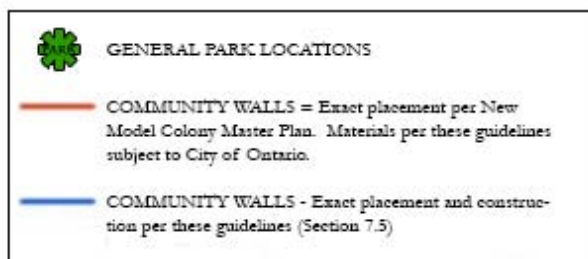 PARK
GENERAL PARK LOCATIONS
COMMUNITY WALLS = Exact placement per New
Model Colony Master Plan. Materials per these guidelines
subject to City of Ontario.
COMMUNITY WALLS - Exact placement and construc-
tion per these guidelines (Section 7.5)